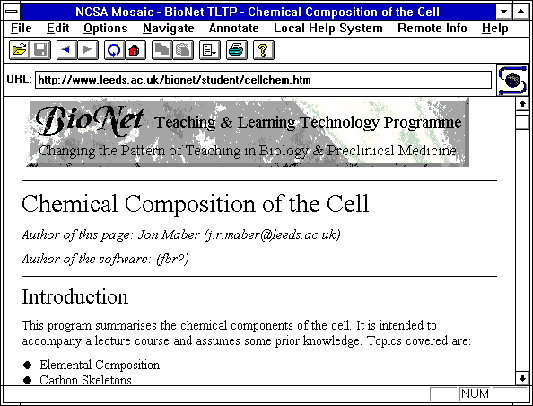 NCSA Mosaic - BioNet TLTP - Chemical Composition of the Cell
File Edit Options Navigate Annotate Local Help System Remote Info Help
URL: http://www.leeds.ac.uk/bionet/student/cellchem.htm
BioNet Teaching & Learning Technology Programme
Changing the Pattern of Teaching in Biology & Preclinical Medicine
Chemical Composition of the Cell
Author of this page: Jon Maber (j.r.maber@leeds.ac.uk)
Author of the software: (fbr?)
Introduction
This program summarises the chemical components of the cell. It is intended to
accompany a lecture course and assumes some prior knowledge. Topics covered are:
● Elemental Composition
● Carbon Skeletons
NUM